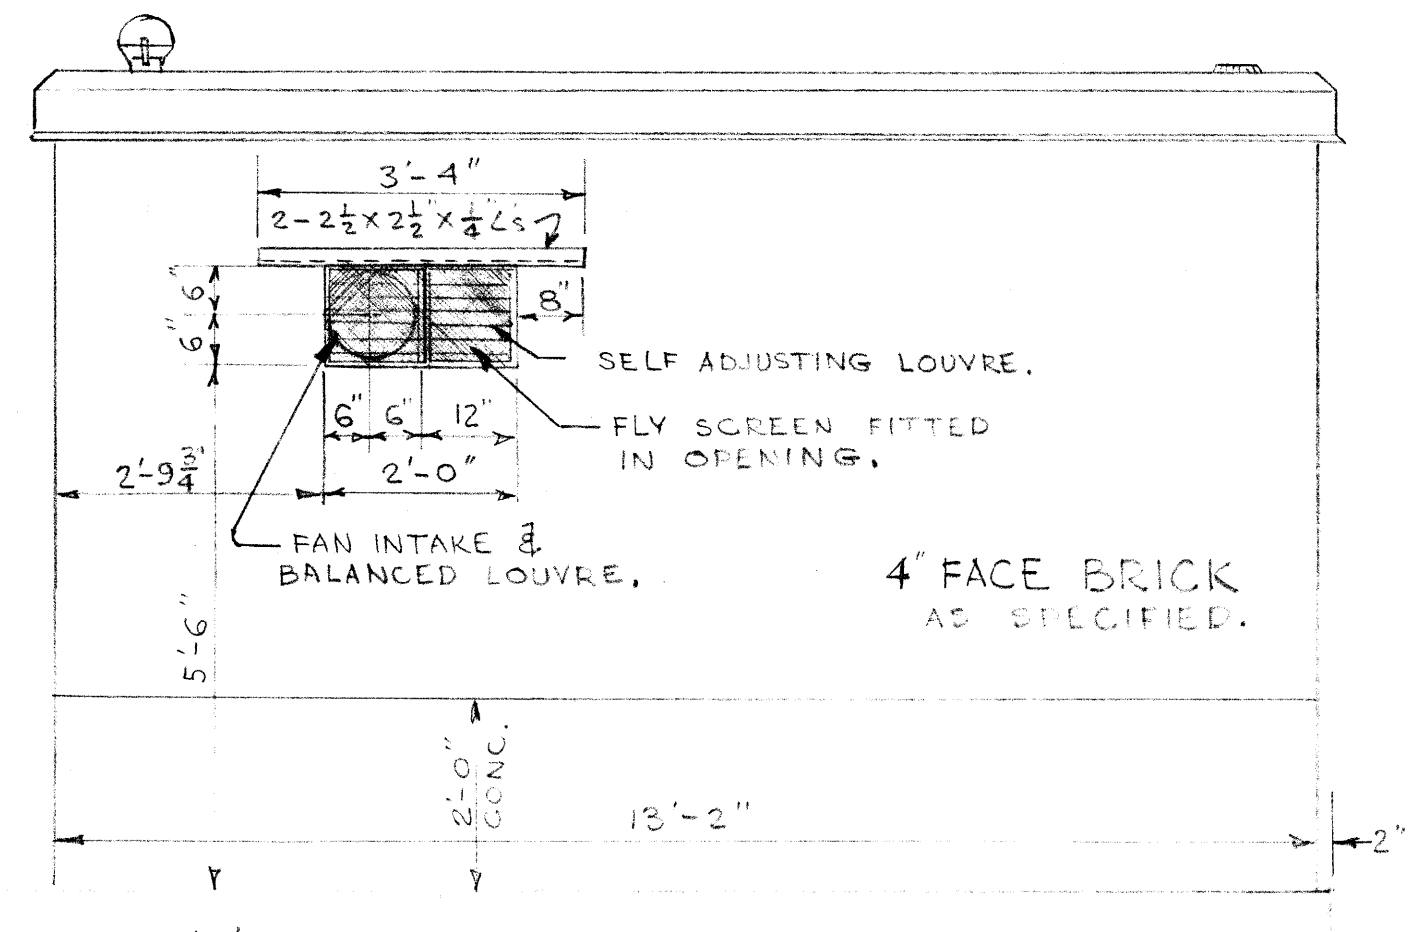 3'-4"
2-2½×2½"×¼" L's
6"
6"
8"
SELF ADJUSTING LOUVRE.
6" 6" 12"
FLY SCREEN FITTED
IN OPENING.
2'-9¾"
2'-0"
FAN INTAKE &
BALANCED LOUVRE.
4" FACE BRICK
AS SPECIFIED.
5'-6"
2'-0"
CONC.
13'-2"
2"